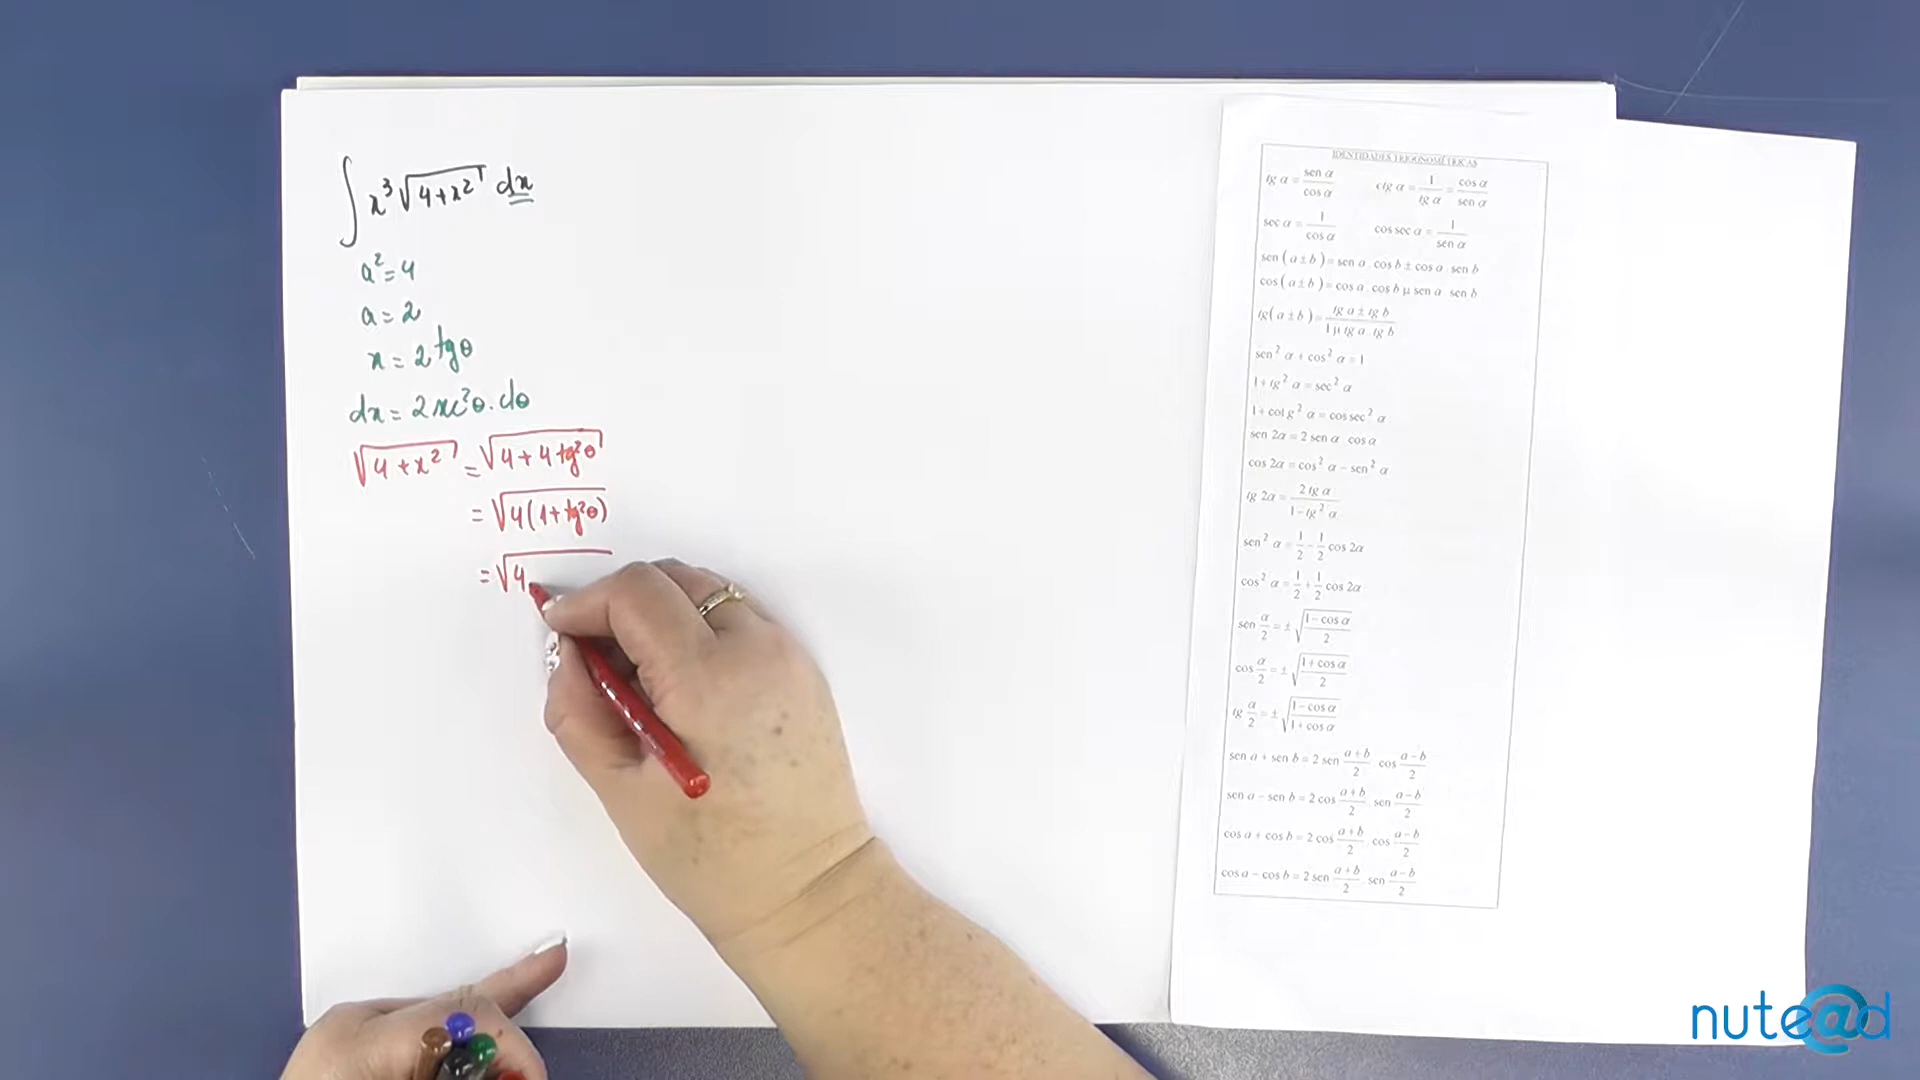 ∫ x³ √(4+x²) dx
a²=4
a=2
x=2 tgθ
dx=2sec²θ.dθ
√(4+x²) = √(4+4tg²θ)
= √(4(1+tg²θ))
= √4
IDENTIDADES TRIGONOMÉTRICAS
tg α = sen α / cos α    ctg α = 1 / tg α = cos α / sen α
sec α = 1 / cos α    cos sec α = 1 / sen α
sen(a±b)=sen a . cos b ± cos a . sen b
cos(a±b)=cos a . cos b μ sen a . sen b
tg(a±b) = (tg a ± tg b) / (1 μ tg a . tg b)
sen² α + cos² α = 1
1+tg² α = sec² α
1+cotg² α = cos sec² α
sen 2α = 2 sen α . cos α
cos 2α = cos² α − sen² α
tg 2α = 2 tg α / (1−tg² α)
sen² α = 1/2 − 1/2 cos 2α
cos² α = 1/2 + 1/2 cos 2α
sen α/2 = ± √((1−cos α)/2)
cos α/2 = ± √((1+cos α)/2)
tg α/2 = ± √((1−cos α)/(1+cos α))
sen a + sen b = 2 sen (a+b)/2 . cos (a−b)/2
sen a − sen b = 2 cos (a+b)/2 . sen (a−b)/2
cos a + cos b = 2 cos (a+b)/2 . cos (a−b)/2
cos a − cos b = 2 sen (a+b)/2 . sen (a−b)/2
nute@d